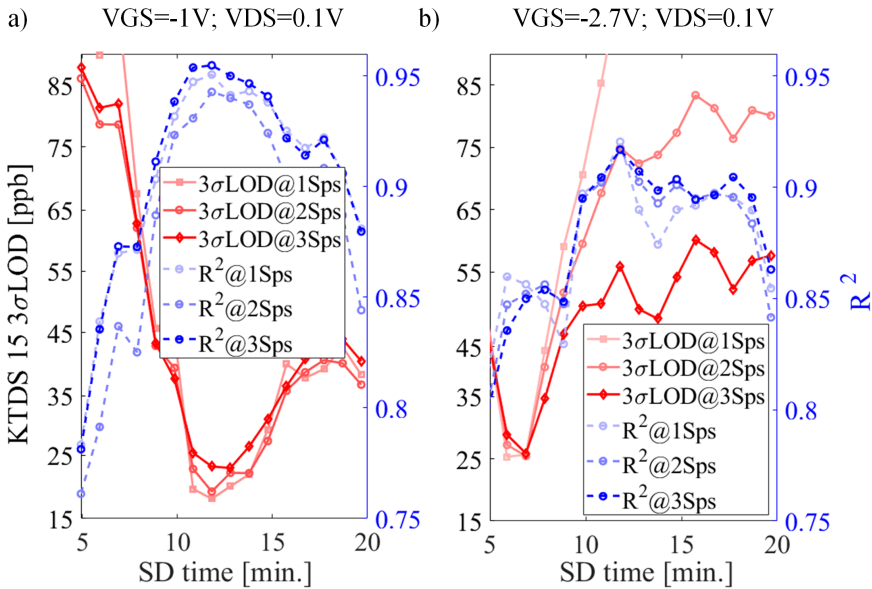 a) VGS=-1V; VDS=0.1V
KTDS 15 3σLOD [ppb]
85
75
65
55
45
35
25
15
5 10 15 20
SD time [min.]
0.95
0.9
0.85
0.8
0.75
3σLOD@1Sps
3σLOD@2Sps
3σLOD@3Sps
R²@1Sps
R²@2Sps
R²@3Sps
b) VGS=-2.7V; VDS=0.1V
85
75
65
55
45
35
25
15
5 10 15 20
SD time [min.]
0.95
0.9
0.85
0.8
0.75
R²
3σLOD@1Sps
3σLOD@2Sps
3σLOD@3Sps
R²@1Sps
R²@2Sps
R²@3Sps